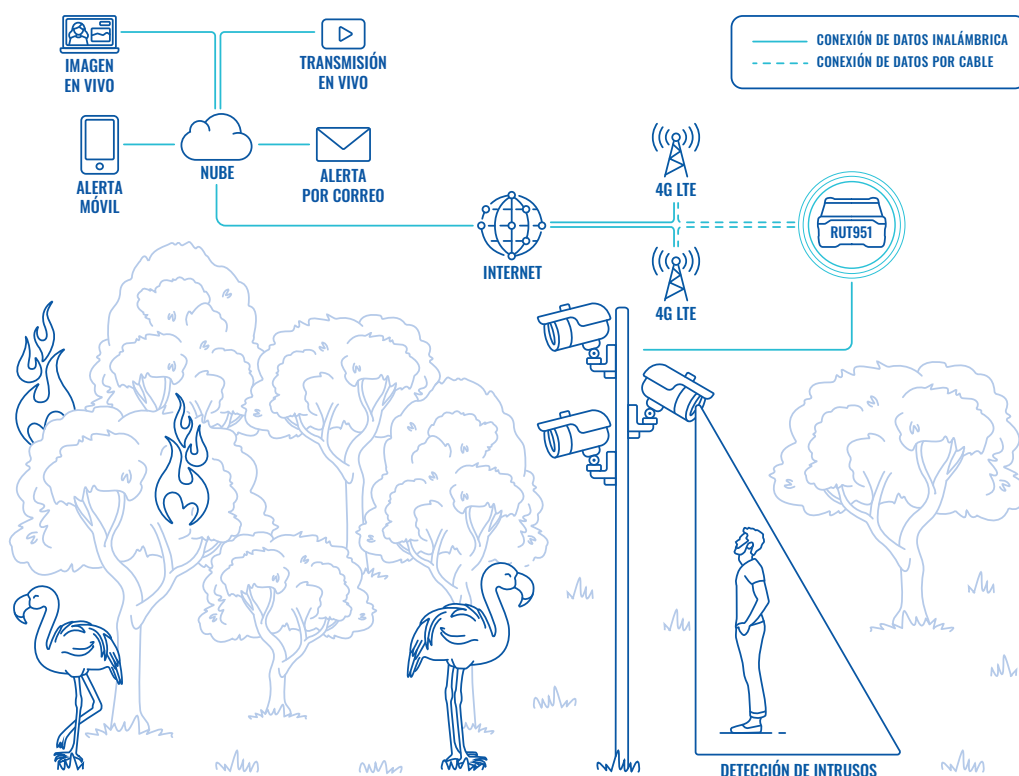 IMAGEN
EN VIVO
TRANSMISIÓN
EN VIVO
CONEXIÓN DE DATOS INALÁMBRICA
CONEXIÓN DE DATOS POR CABLE
ALERTA
MÓVIL
NUBE
ALERTA
POR CORREO
4G LTE
RUT951
INTERNET
4G LTE
DETECCIÓN DE INTRUSOS